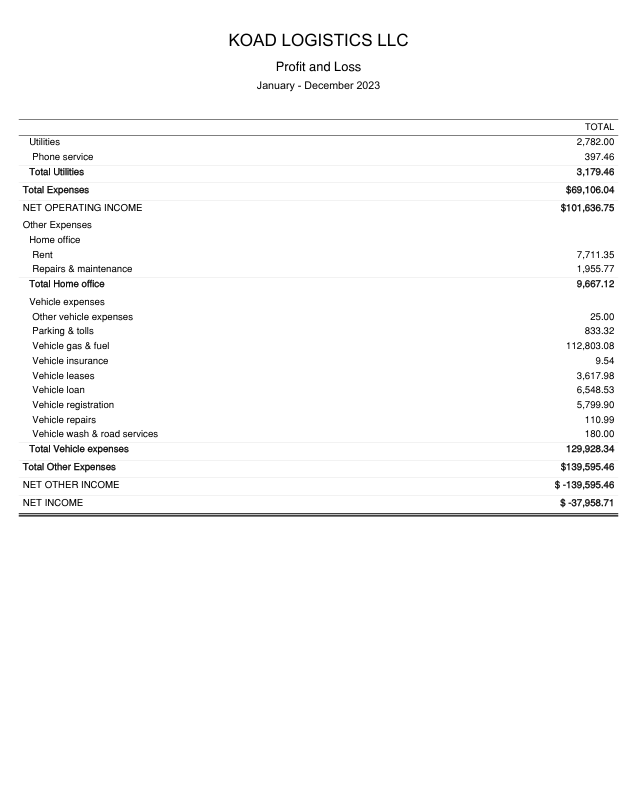 KOAD LOGISTICS LLC
Profit and Loss
January - December 2023
TOTAL
Utilities 2,782.00
Phone service 397.46
Total Utilities 3,179.46
Total Expenses $69,106.04
NET OPERATING INCOME $101,636.75
Other Expenses
Home office
Rent 7,711.35
Repairs & maintenance 1,955.77
Total Home office 9,667.12
Vehicle expenses
Other vehicle expenses 25.00
Parking & tolls 833.32
Vehicle gas & fuel 112,803.08
Vehicle insurance 9.54
Vehicle leases 3,617.98
Vehicle loan 6,548.53
Vehicle registration 5,799.90
Vehicle repairs 110.99
Vehicle wash & road services 180.00
Total Vehicle expenses 129,928.34
Total Other Expenses $139,595.46
NET OTHER INCOME $ -139,595.46
NET INCOME $ -37,958.71